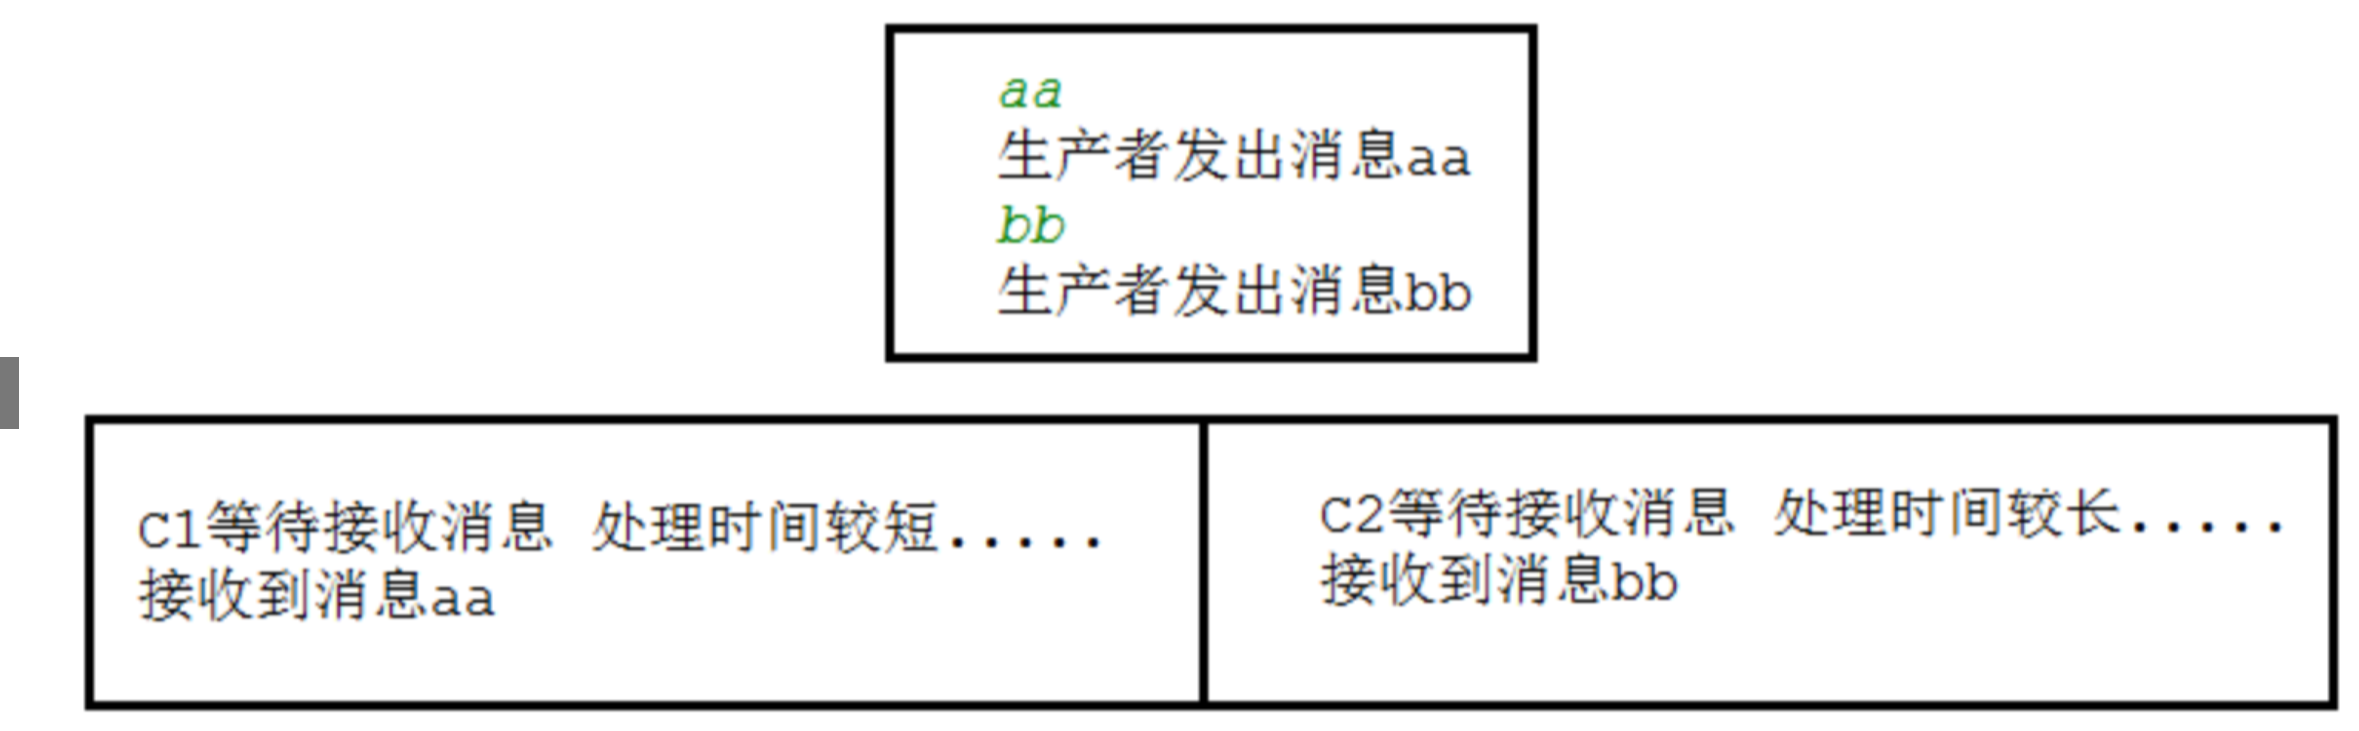 aa
生产者发出消息aa
bb
生产者发出消息bb
C1等待接收消息 处理时间较短.....
接收到消息aa
C2等待接收消息 处理时间较长.....
接收到消息bb